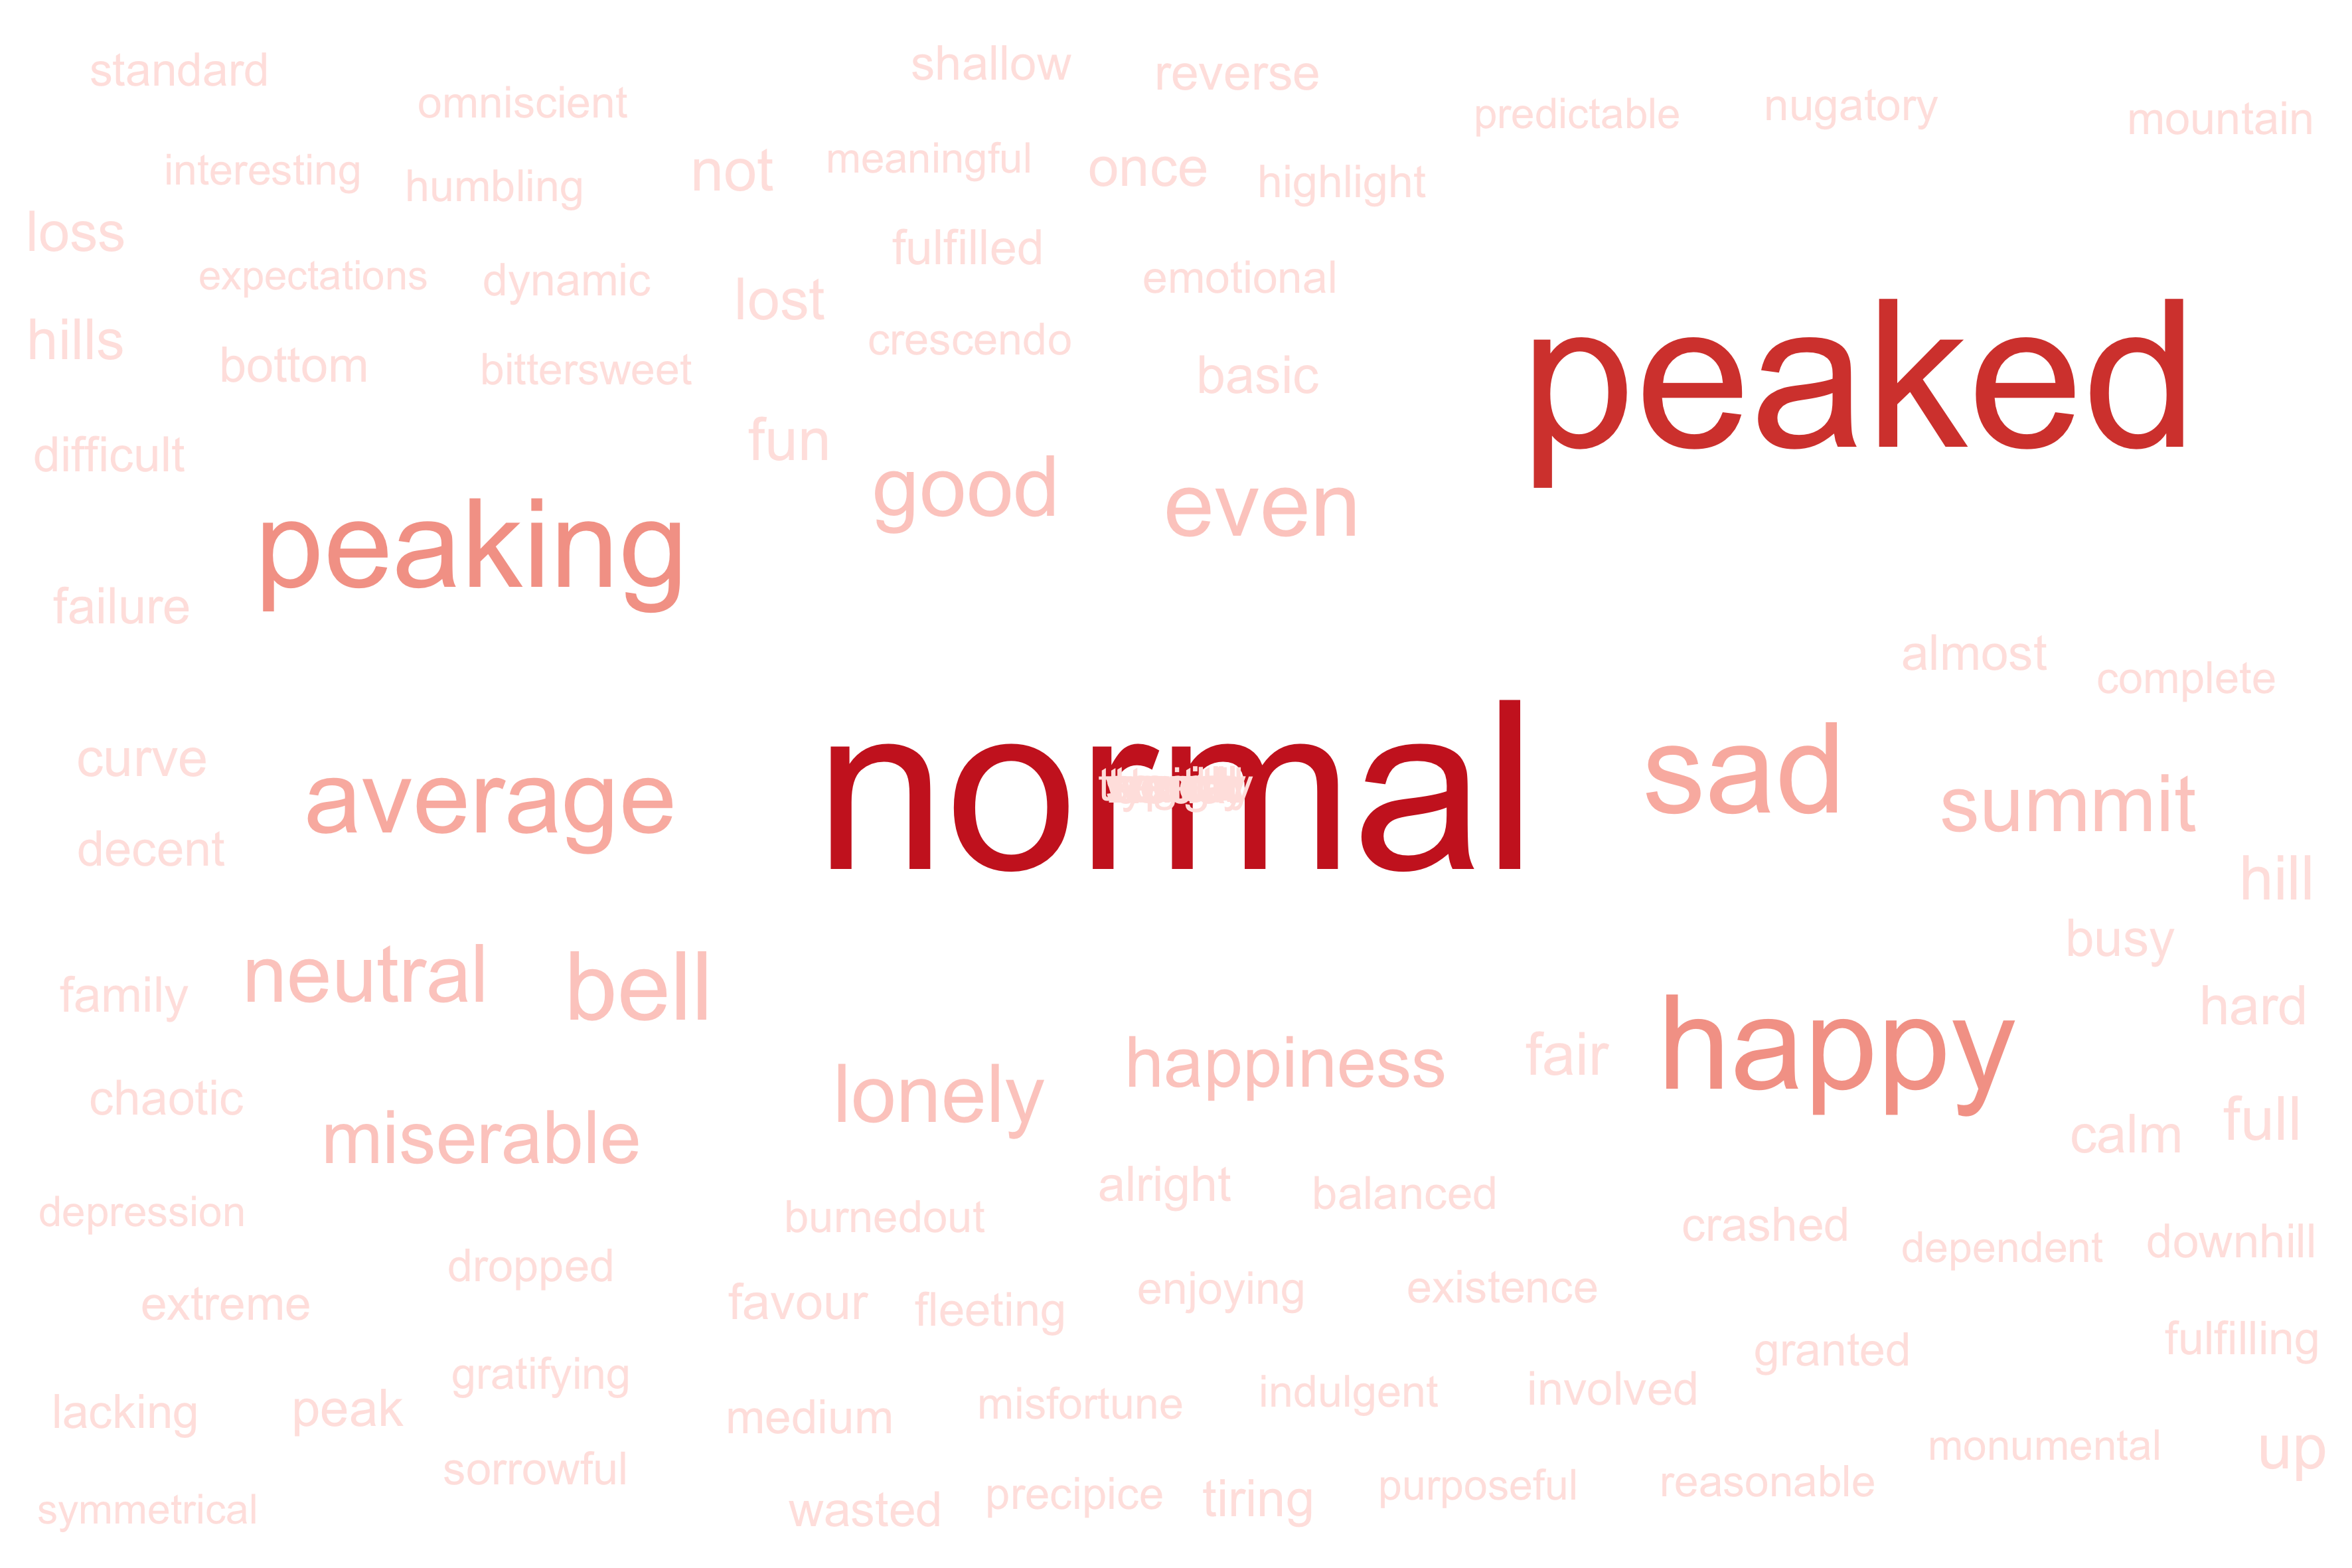 standard
omniscient
shallow
reverse
predictable
nugatory
mountain
interesting
humbling
not
meaningful
once
highlight
loss
expectations
dynamic
lost
fulfilled
emotional
hills
bottom
bittersweet
crescendo
basic
peaked
difficult
fun
good
even
peaking
failure
almost
complete
curve
average
normal
sad
summit
decent
hill
busy
family
neutral
bell
hard
happiness
fair
happy
chaotic
miserable
lonely
calm
full
depression
burnedout
alright
balanced
crashed
dependent
downhill
dropped
extreme
favour
fleeting
enjoying
existence
granted
fulfilling
gratifying
lacking
peak
medium
misfortune
indulgent
involved
monumental
up
sorrowful
symmetrical
wasted
precipice
tiring
purposeful
reasonable